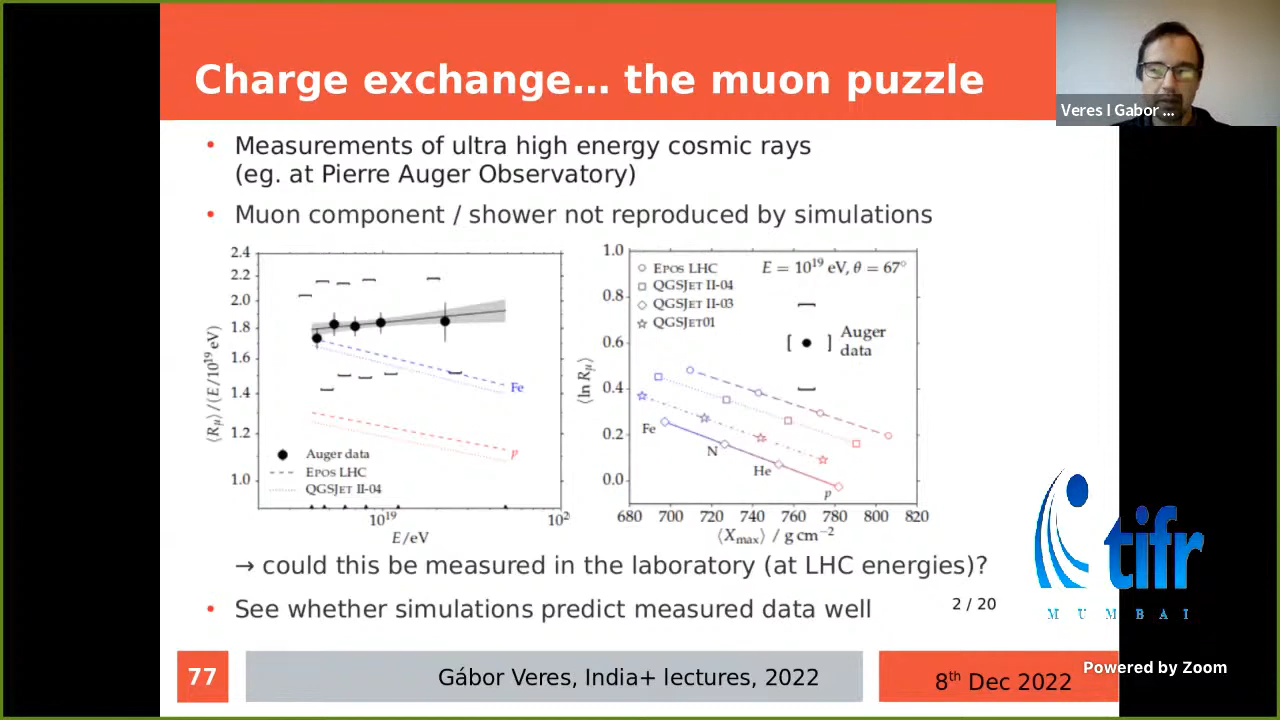 Charge exchange... the muon puzzle
Veres I Gabor ...
• Measurements of ultra high energy cosmic rays
(eg. at Pierre Auger Observatory)
• Muon component / shower not reproduced by simulations
2.4
2.2
2.0
1.8
1.6
1.4
1.2
1.0
⟨Rμ⟩/(E/10¹⁹ eV)
Fe
p
Auger data
EPOS LHC
QGSJET II-04
10¹⁹
10²
E/eV
1.0
0.8
0.6
0.4
0.2
0.0
⟨ln Rμ⟩
EPOS LHC
QGSJET II-04
QGSJET II-03
QGSJET01
E = 10¹⁹ eV, θ = 67°
Auger
data
Fe
N
He
p
680 700 720 740 760 780 800 820
⟨Xmax⟩ / g cm⁻²
→ could this be measured in the laboratory (at LHC energies)?
• See whether simulations predict measured data well
2 / 20
tifr
MUMBAI
77
Gábor Veres, India+ lectures, 2022
8th Dec 2022
Powered by Zoom